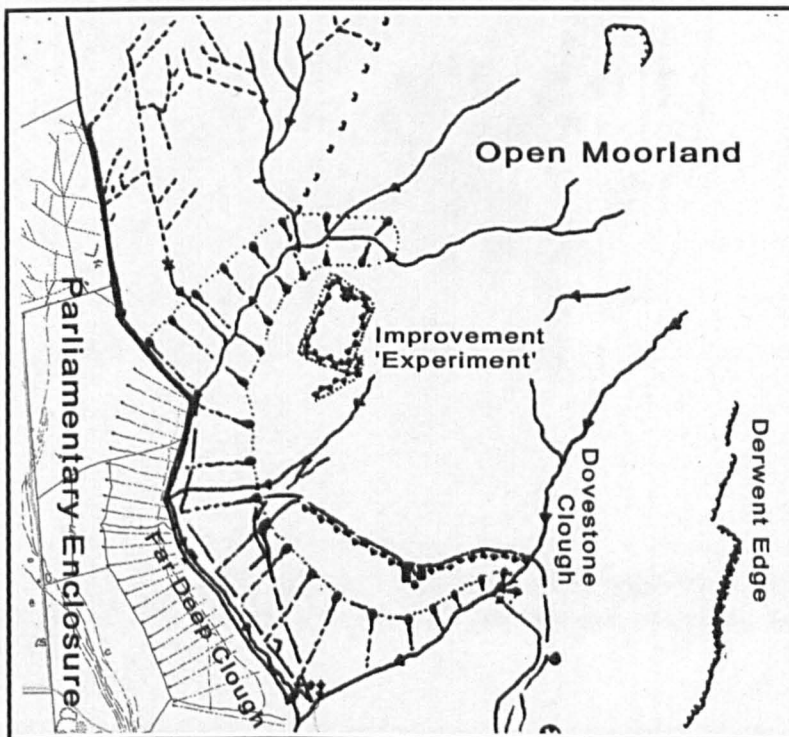 Open Moorland
Improvement
'Experiment'
Parliamentary Enclosure
Far Deep Clough
Dovestone
Clough
Derwent Edge